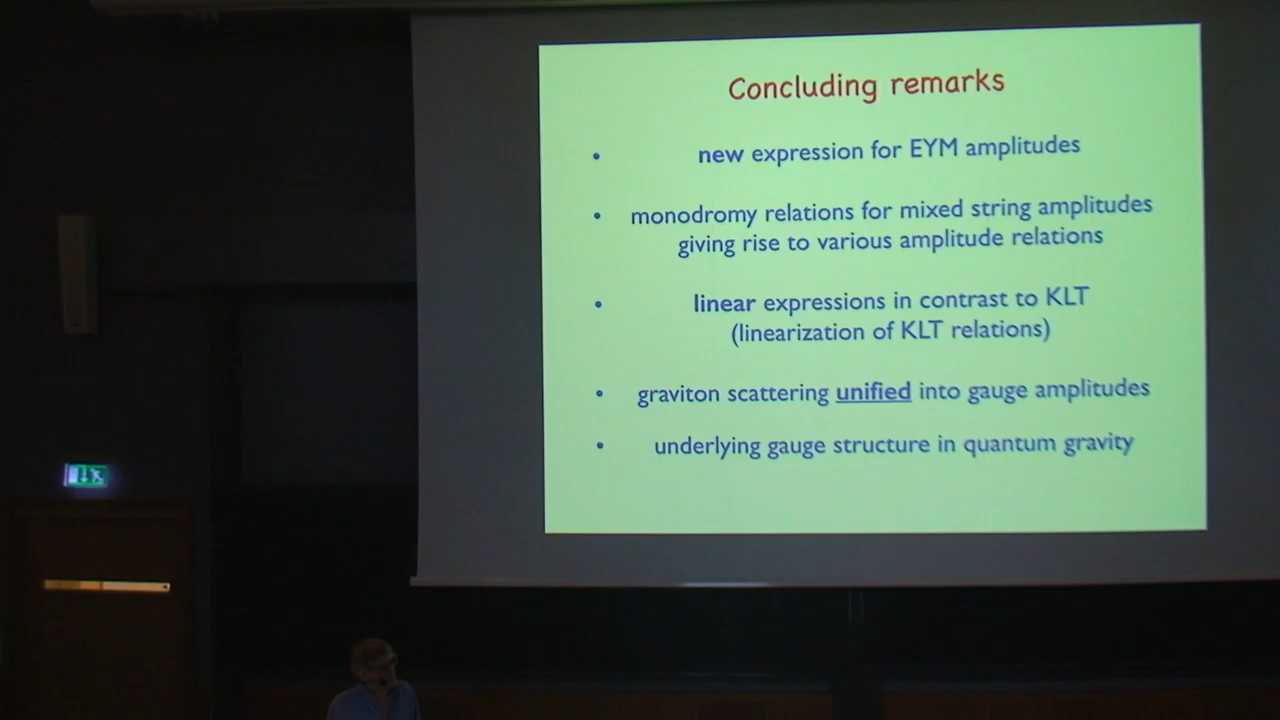 Concluding remarks
• new expression for EYM amplitudes
• monodromy relations for mixed string amplitudes
giving rise to various amplitude relations
• linear expressions in contrast to KLT
(linearization of KLT relations)
• graviton scattering unified into gauge amplitudes
• underlying gauge structure in quantum gravity